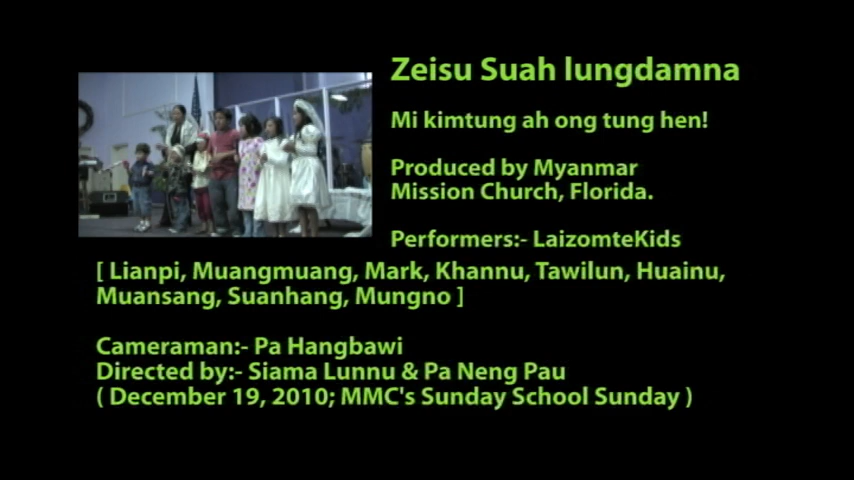 Zeisu Suah lungdamna
Mi kimtung ah ong tung hen!
Produced by Myanmar
Mission Church, Florida.
Performers:- LaizomteKids
[ Lianpi, Muangmuang, Mark, Khannu, Tawilun, Huainu,
Muansang, Suanhang, Mungno ]
Cameraman:- Pa Hangbawi
Directed by:- Siama Lunnu & Pa Neng Pau
( December 19, 2010; MMC's Sunday School Sunday )